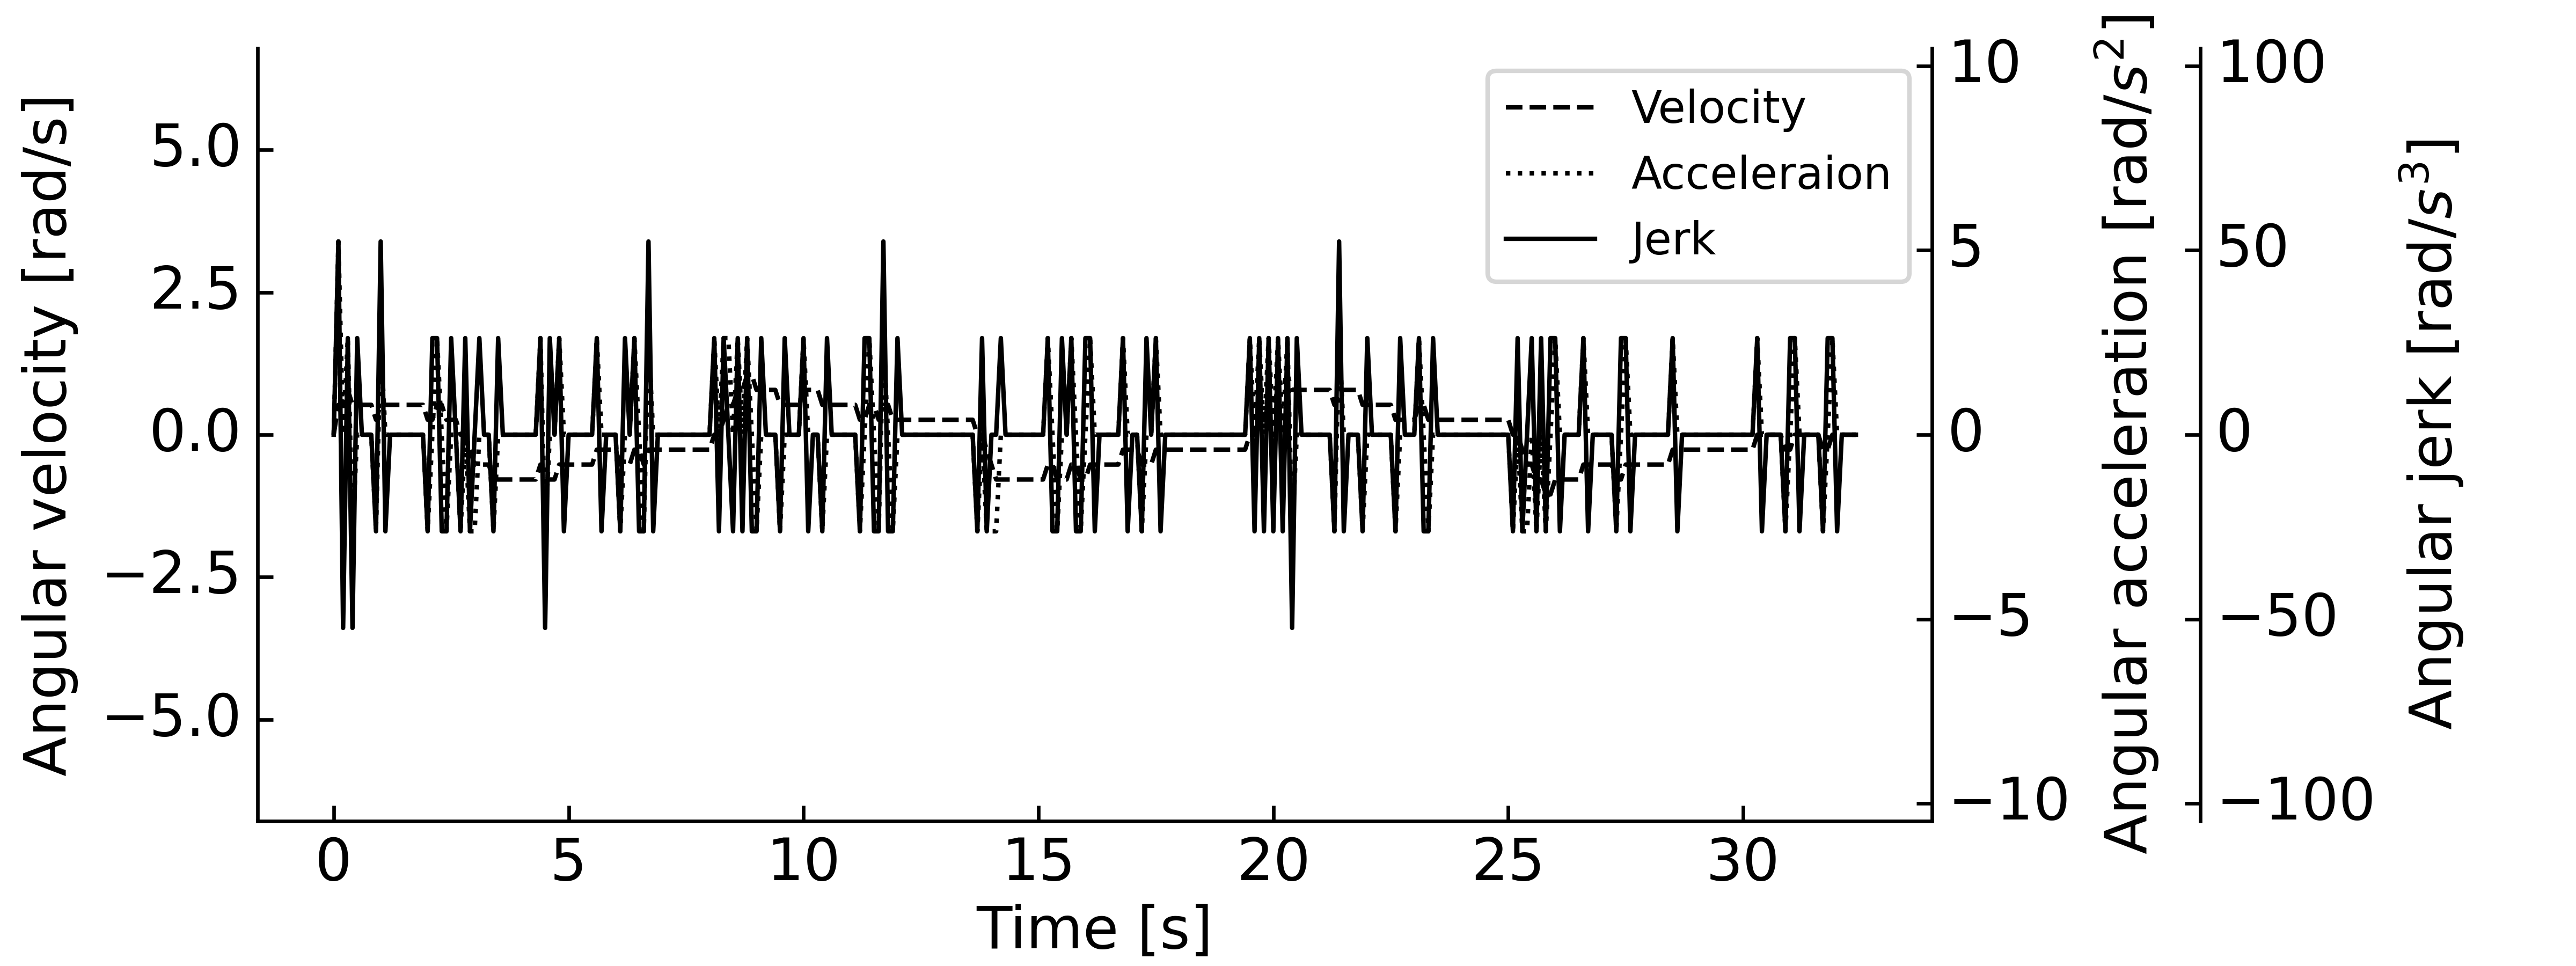 Angular velocity [rad/s]
5.0
2.5
0.0
−2.5
−5.0
0 5 10 15 20 25 30
Time [s]
Velocity
Acceleraion
Jerk
10
5
0
−5
−10
Angular acceleration [rad/s²]
100
50
0
−50
−100
Angular jerk [rad/s³]